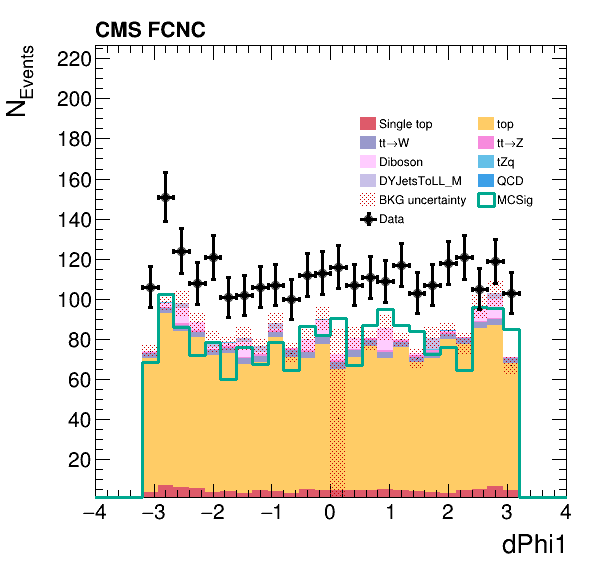 CMS FCNC
N_Events
220
200
180
160
140
120
100
80
60
40
20
Single top
top
tt→W
tt→Z
Diboson
tZq
DYJetsToLL_M
QCD
BKG uncertainty
MCSig
Data
−4 −3 −2 −1 0 1 2 3 4
dPhi1